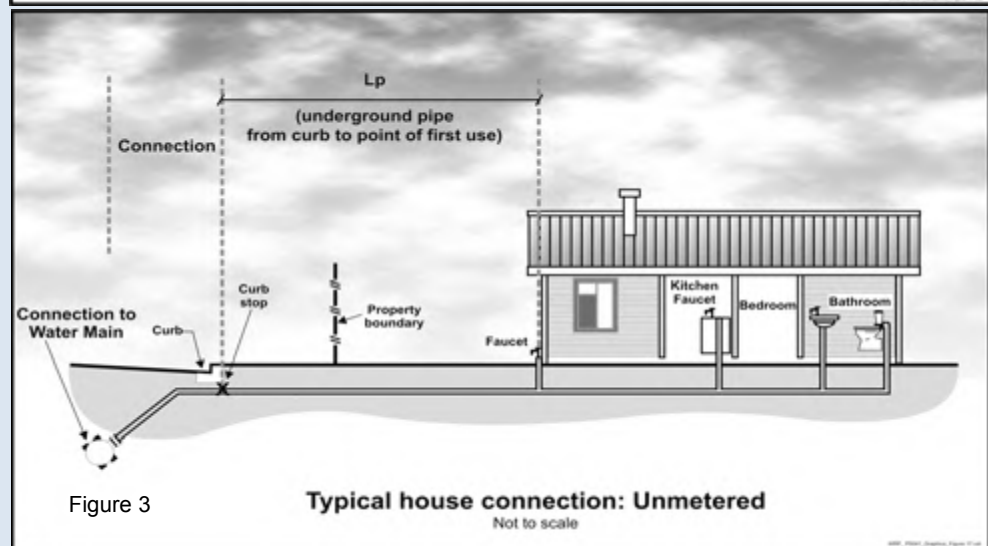 Lp
(underground pipe
from curb to point of first use)
Connection
Connection to
Water Main
Curb
Curb
stop
Property
boundary
Faucet
Kitchen
Faucet
Bedroom
Bathroom
Figure 3
Typical house connection: Unmetered
Not to scale